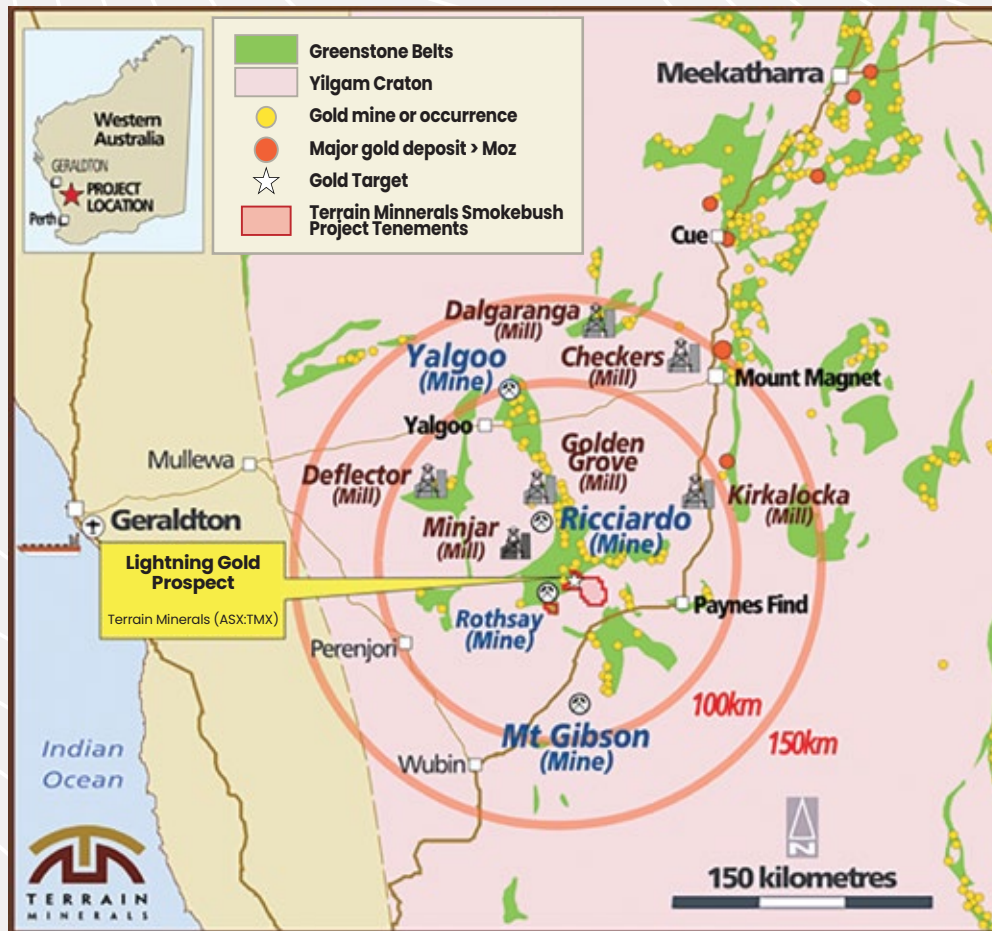 Western
Australia
GERALDTON
PROJECT
LOCATION
Perth
Greenstone Belts
Yilgam Craton
Gold mine or occurrence
Major gold deposit > Moz
Gold Target
Terrain Minnerals Smokebush
Project Tenements
Meekatharra
Cue
Dalgaranga
(Mill)
Checkers
(Mill)
Yalgoo
(Mine)
Mount Magnet
Yalgoo
Golden
Grove
(Mill)
Mullewa
Deflector
(Mill)
Kirkalocka
(Mill)
Geraldton
Minjar
(Mill)
Ricciardo
(Mine)
Lightning Gold
Prospect
Terrain Minerals (ASX:TMX)
Rothsay
(Mine)
Paynes Find
Perenjori
100km
150km
Mt Gibson
(Mine)
Indian
Ocean
Wubin
N
150 kilometres
TERRAIN
MINERALS